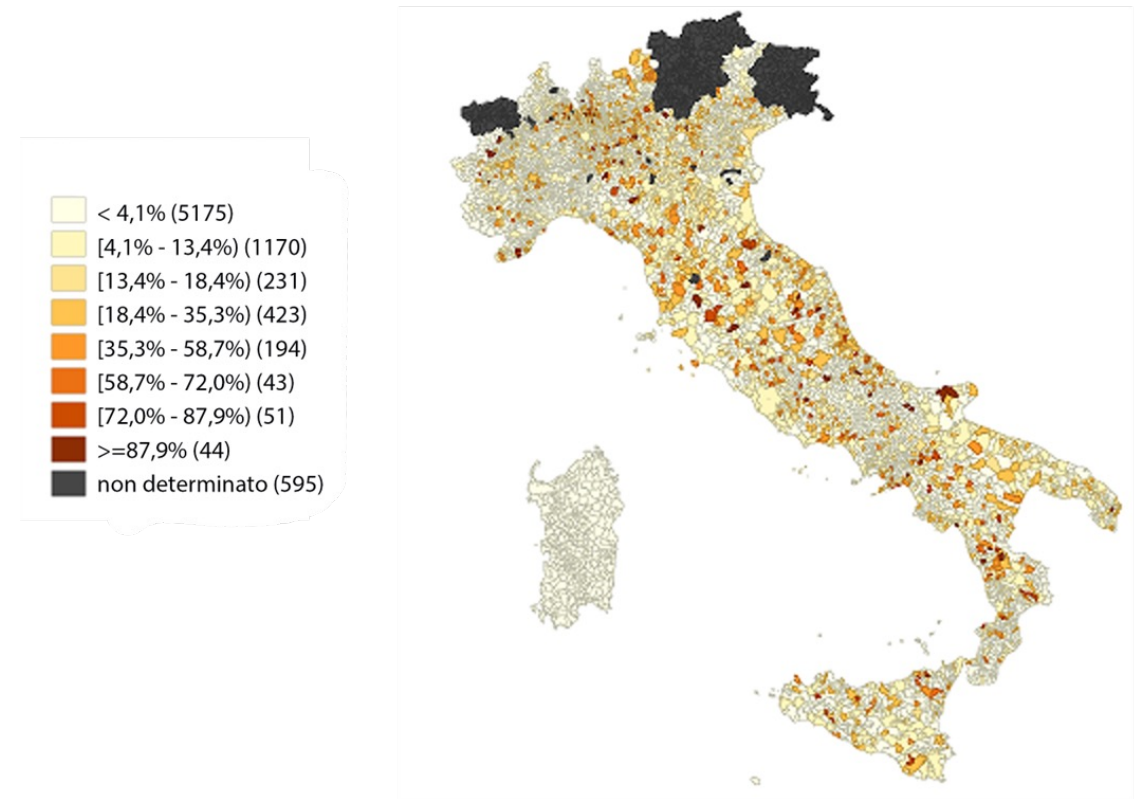 < 4,1% (5175)
[4,1% - 13,4%) (1170)
[13,4% - 18,4%) (231)
[18,4% - 35,3%) (423)
[35,3% - 58,7%) (194)
[58,7% - 72,0%) (43)
[72,0% - 87,9%) (51)
>=87,9% (44)
non determinato (595)